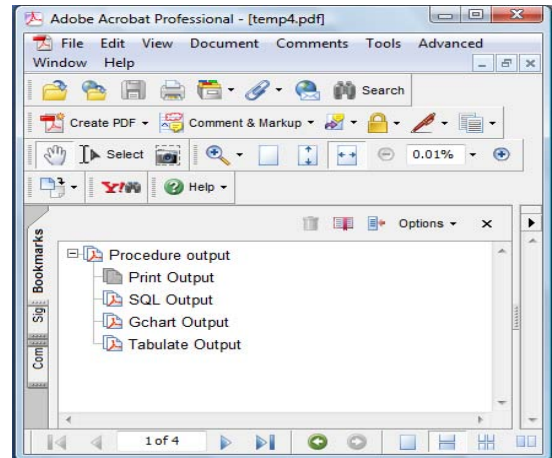 Adobe Acrobat Professional - [temp4.pdf]
File Edit View Document Comments Tools Advanced
Window Help
Search
Create PDF Comment & Markup
Select 0.01%
Y! Help
Options
Bookmarks
Procedure output
Print Output
SQL Output
Gchart Output
Tabulate Output
Sig
Com
1 of 4